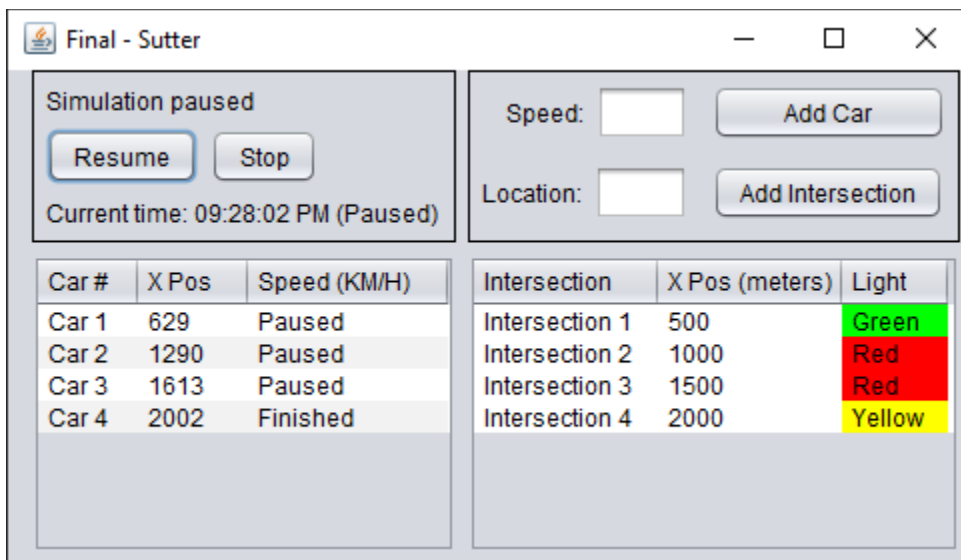 Final - Sutter
Simulation paused
Resume Stop
Current time: 09:28:02 PM (Paused)
Speed: Add Car
Location: Add Intersection
Car # X Pos Speed (KM/H)
Car 1 629 Paused
Car 2 1290 Paused
Car 3 1613 Paused
Car 4 2002 Finished
Intersection X Pos (meters) Light
Intersection 1 500 Green
Intersection 2 1000 Red
Intersection 3 1500 Red
Intersection 4 2000 Yellow